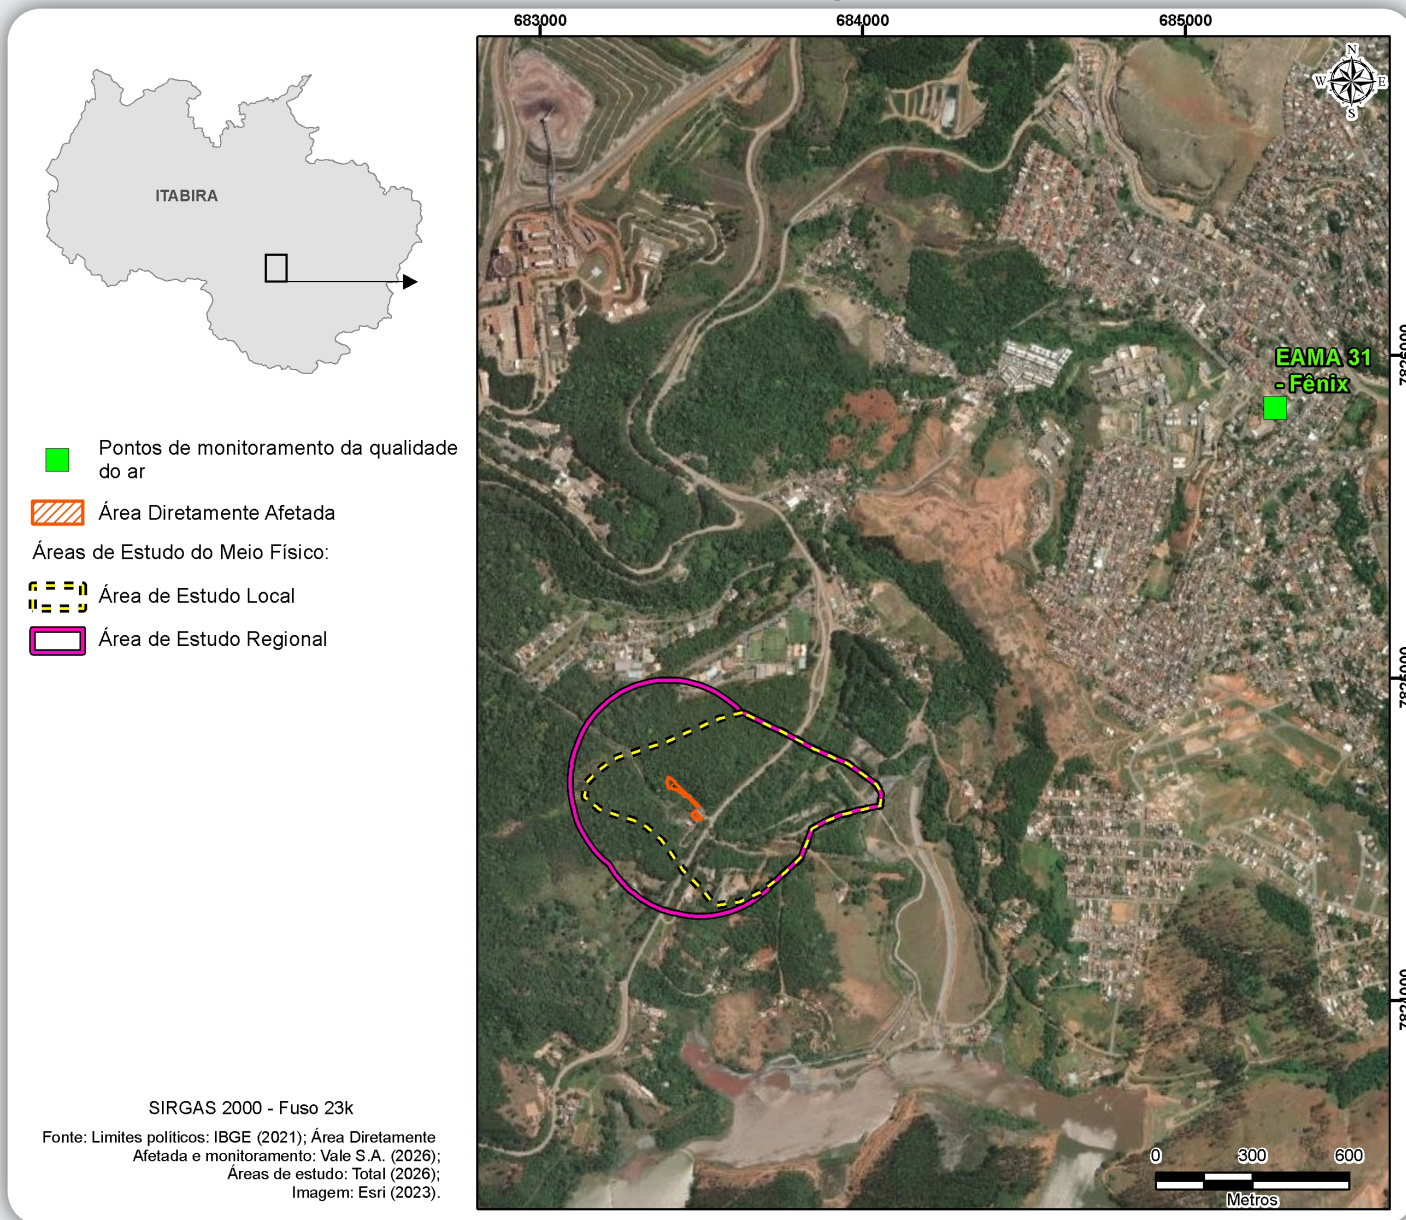 683000
684000
685000
N
W
E
S
ITABIRA
EAMA 31
- Fênix
Pontos de monitoramento da qualidade
do ar
Área Diretamente Afetada
Áreas de Estudo do Meio Físico:
Área de Estudo Local
Área de Estudo Regional
SIRGAS 2000 - Fuso 23k
Fonte: Limites políticos: IBGE (2021); Área Diretamente
Afetada e monitoramento: Vale S.A. (2026);
Áreas de estudo: Total (2026);
Imagem: Esri (2023).
0
300
600
Metros